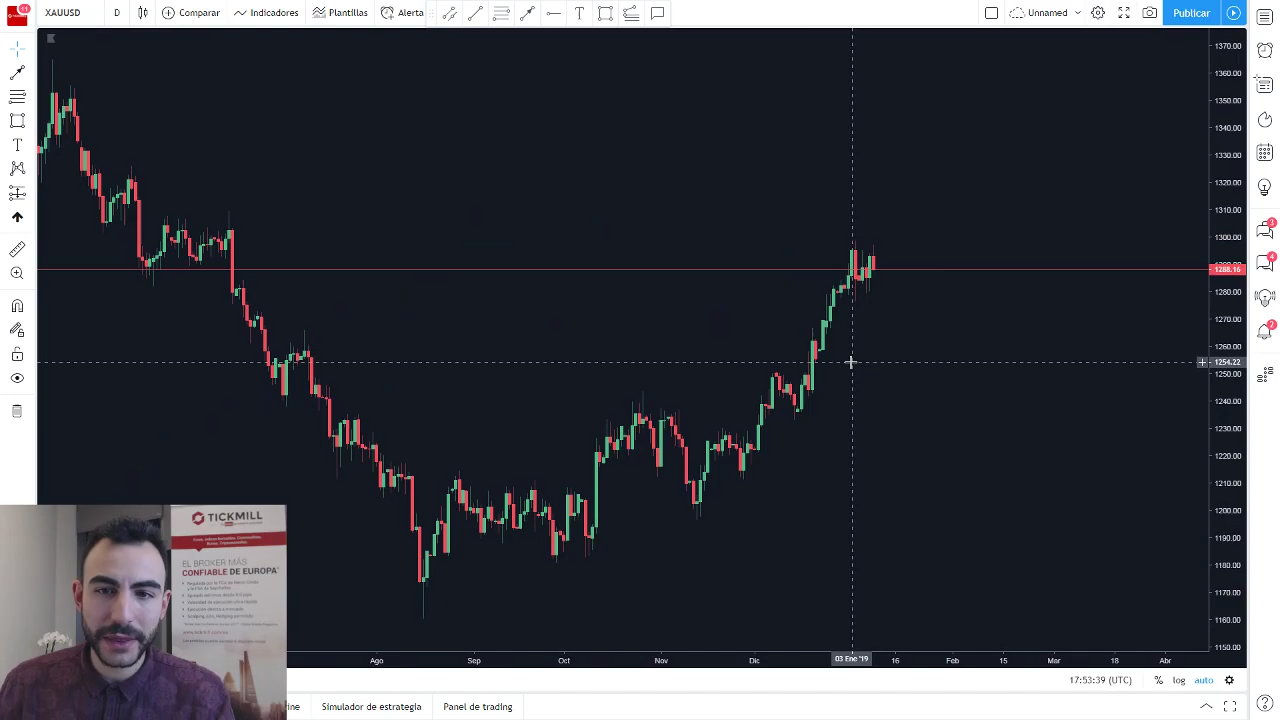 11
XAUUSD
D
Comparar
Indicadores
Plantillas
Alerta
Unnamed
Publicar
1370.00
1360.00
1350.00
1340.00
1330.00
1320.00
1310.00
1300.00
1288.16
1280.00
1270.00
1260.00
1254.22
1250.00
1240.00
1230.00
1220.00
1210.00
1200.00
1190.00
1180.00
1170.00
1160.00
1150.00
3
4
2
TICKMILL
EL BROKER MÁS
CONFIABLE DE EUROPA*
Ago
Sep
Oct
Nov
Dic
03 Ene '19
16
Feb
15
Mar
18
Abr
17:53:39 (UTC)
%
log
auto
Simulador de estrategia
Panel de trading